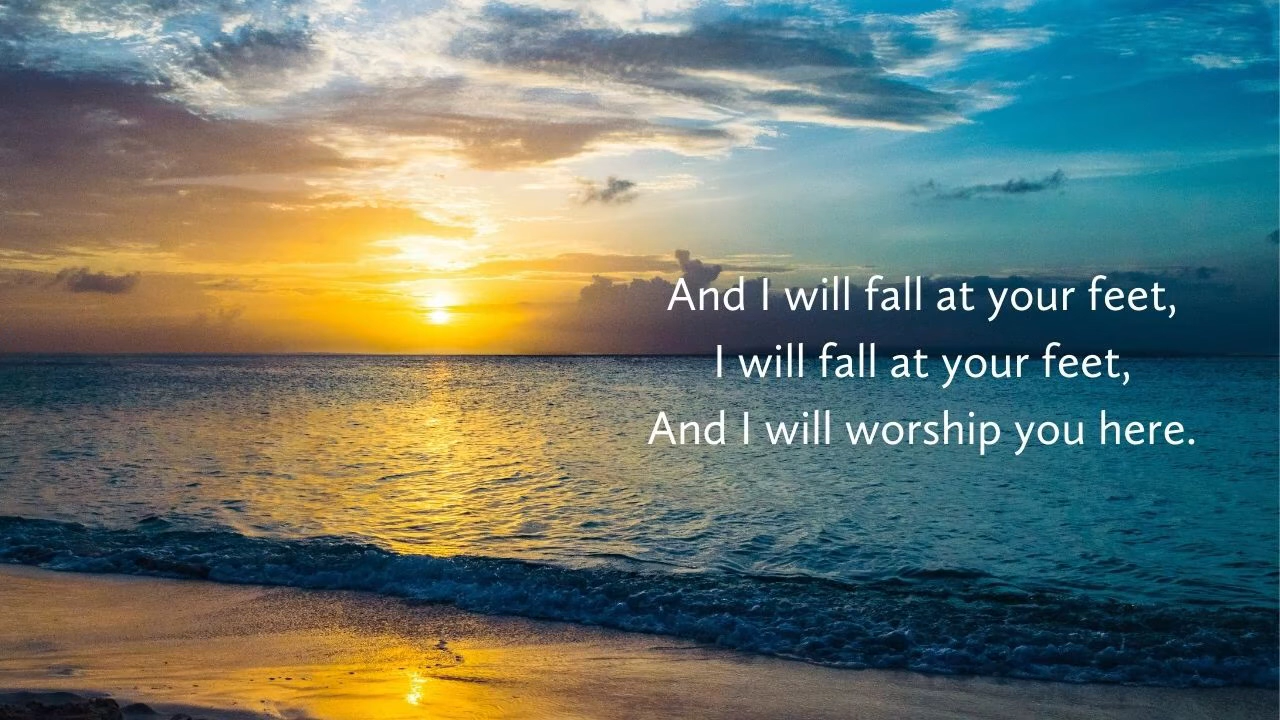 And I will fall at your feet,
I will fall at your feet,
And I will worship you here.